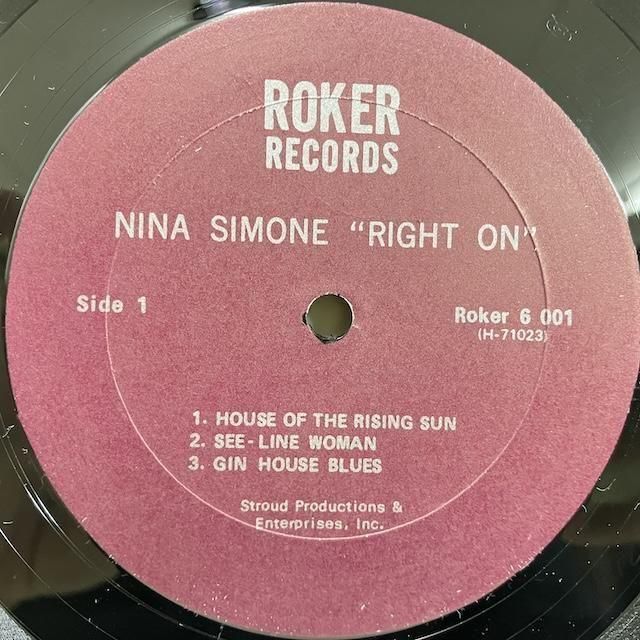 ROKER
RECORDS
NINA SIMONE “RIGHT ON”
Side 1
Roker 6 001
(H-71023)
1. HOUSE OF THE RISING SUN
2. SEE-LINE WOMAN
3. GIN HOUSE BLUES
Stroud Productions &
Enterprises, Inc.